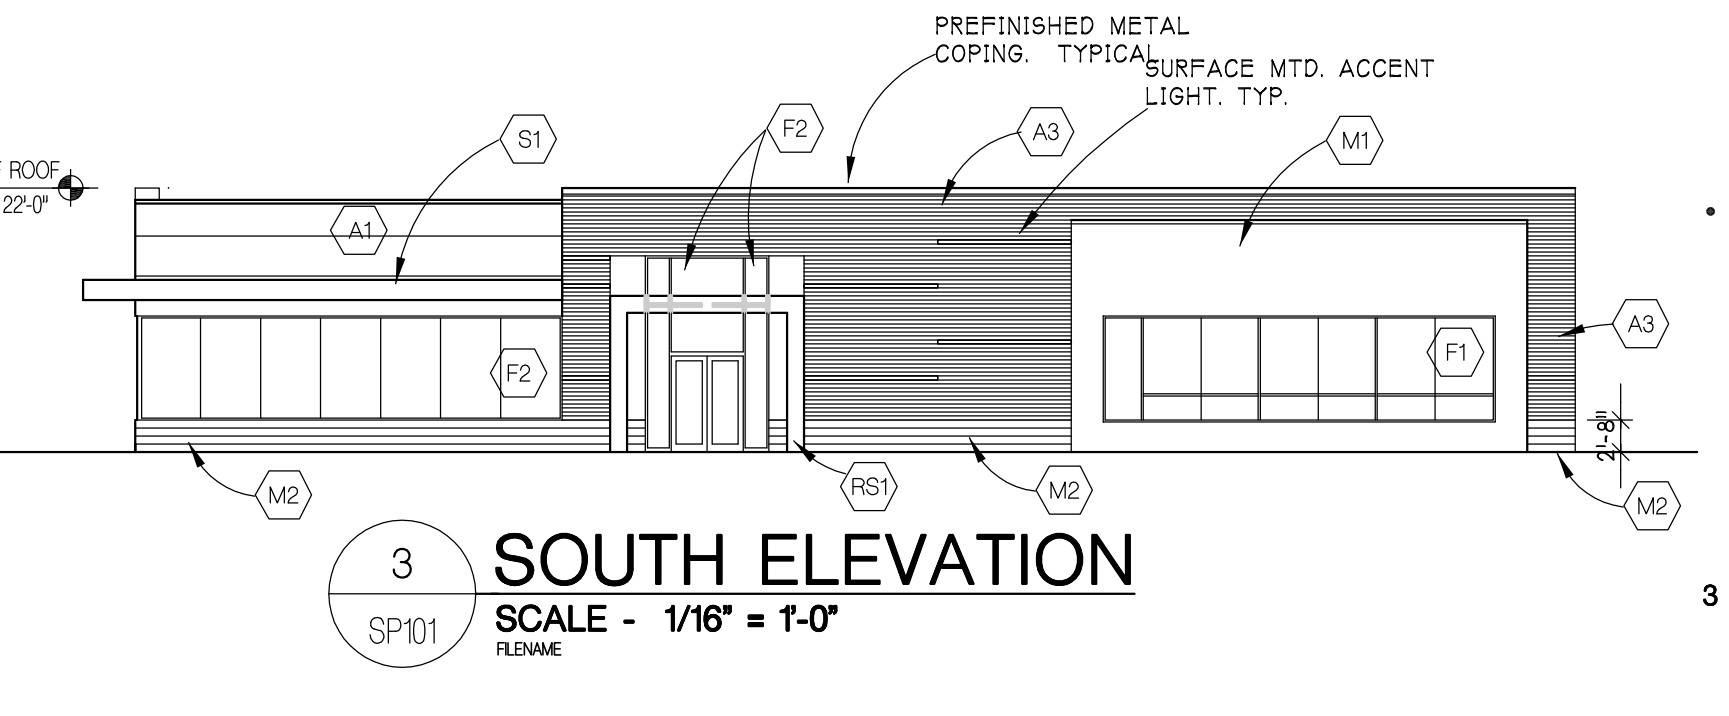 PREFINISHED METAL
COPING. TYPICAL
SURFACE MTD. ACCENT
LIGHT. TYP.
S1
F2
A3
M1
ROOF
22'-0"
A1
A3
F1
F2
2'-8"
M2
RS1
M2
M2
3
SOUTH ELEVATION
SP101
SCALE - 1/16" = 1'-0"
FILENAME
3